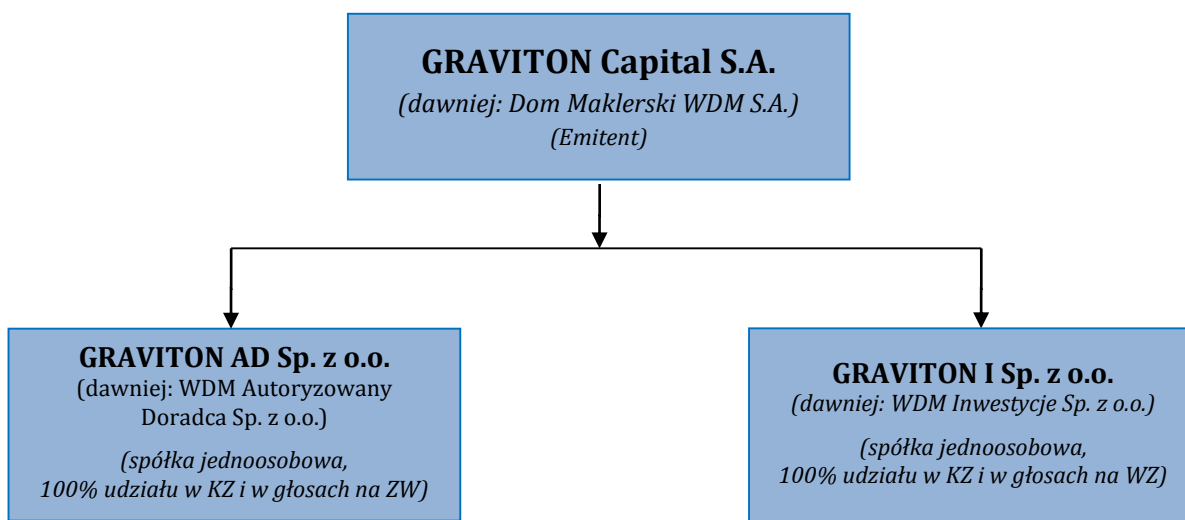 GRAVITON Capital S.A.
(dawniej: Dom Maklerski WDM S.A.)
(Emitent)
GRAVITON AD Sp. z o.o.
(dawniej: WDM Autoryzowany
Doradca Sp. z o.o.)
(spółka jednoosobowa,
100% udziału w KZ i w głosach na ZW)
GRAVITON I Sp. z o.o.
(dawniej: WDM Inwestycje Sp. z o.o.)
(spółka jednoosobowa,
100% udziału w KZ i w głosach na WZ)